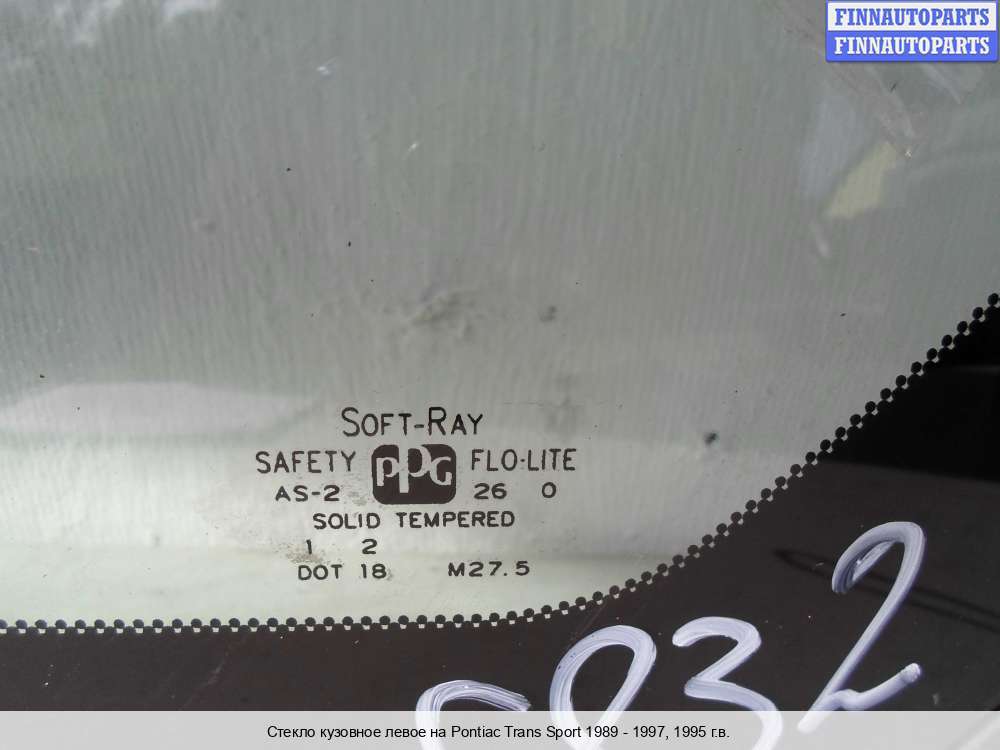 FINNAUTOPARTS
FINNAUTOPARTS
SOFT-RAY
SAFETY PPG FLO-LITE
AS-2 26 0
SOLID TEMPERED
1 2
DOT 18 M27.5
Стекло кузовное левое на Pontiac Trans Sport 1989 - 1997, 1995 г.в.